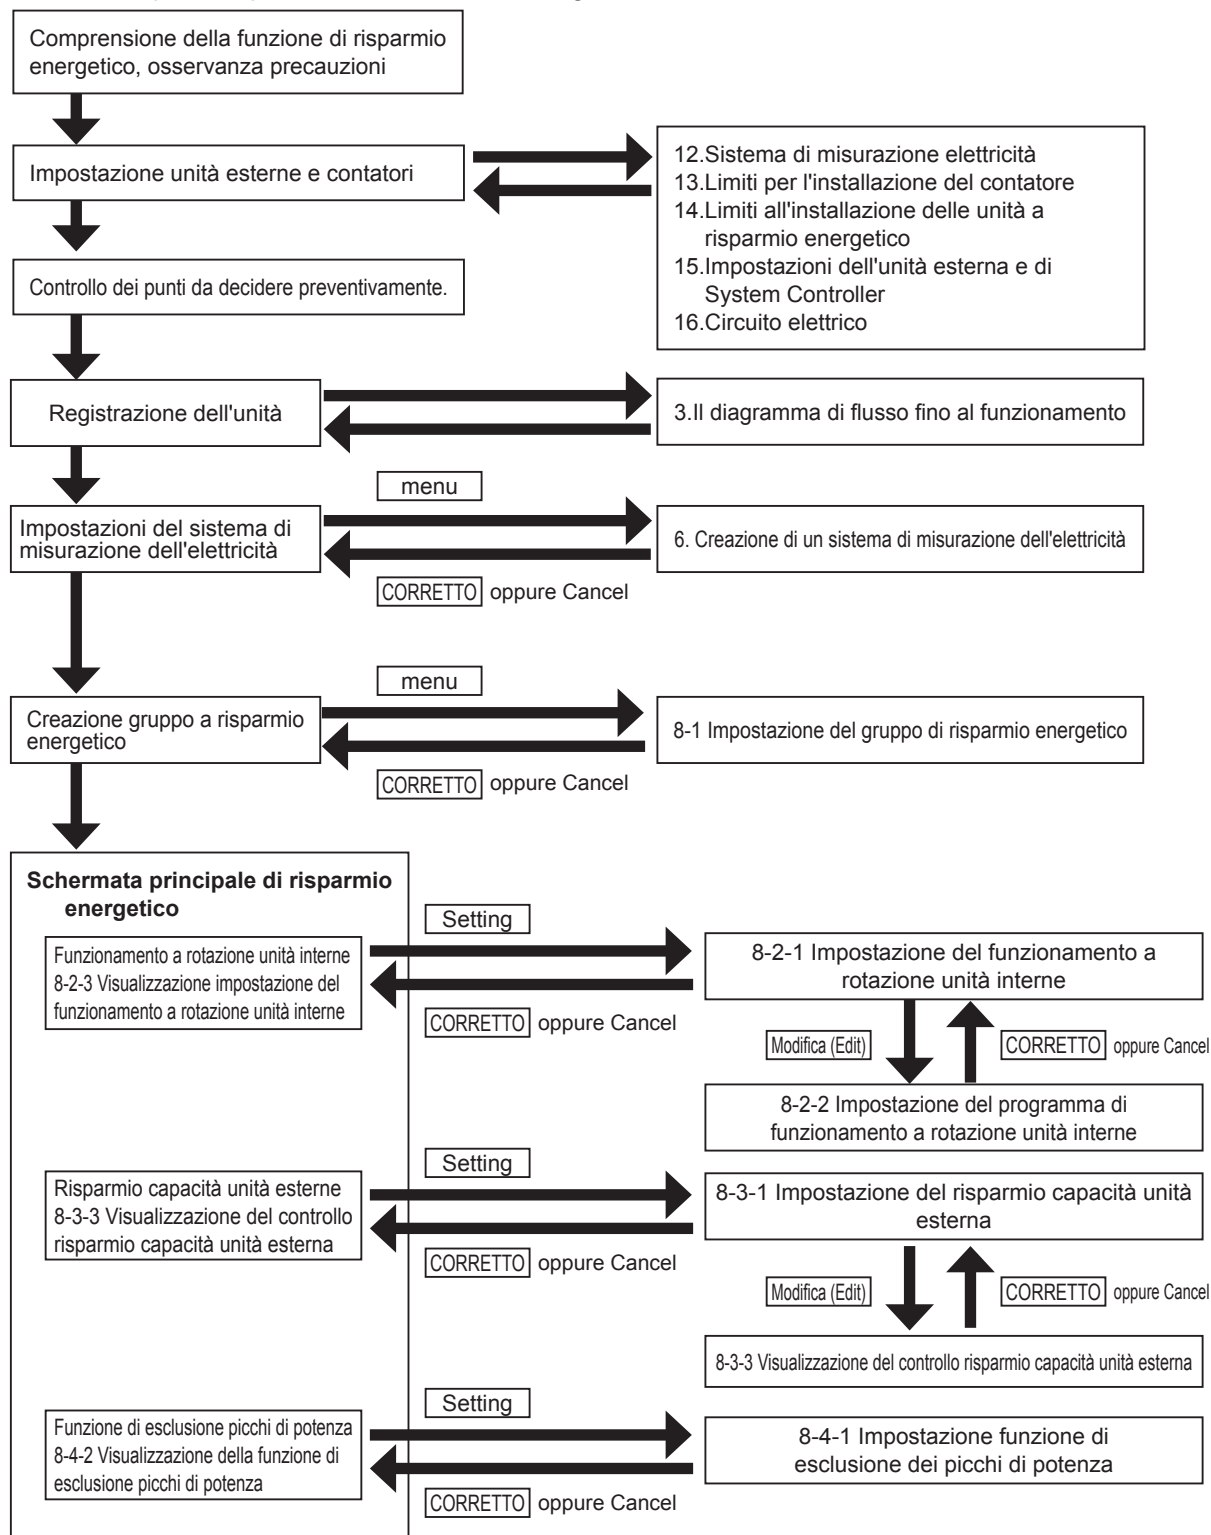 Comprensione della funzione di risparmio
energetico, osservanza precauzioni
Impostazione unità esterne e contatori
12.Sistema di misurazione elettricità
13.Limiti per l'installazione del contatore
14.Limiti all'installazione delle unità a
risparmio energetico
15.Impostazioni dell'unità esterna e di
System Controller
16.Circuito elettrico
Controllo dei punti da decidere preventivamente.
Registrazione dell'unità
3.Il diagramma di flusso fino al funzionamento
menu
Impostazioni del sistema di
misurazione dell'elettricità
6. Creazione di un sistema di misurazione dell'elettricità
CORRETTO oppure Cancel
menu
Creazione gruppo a risparmio
energetico
8-1 Impostazione del gruppo di risparmio energetico
CORRETTO oppure Cancel
Schermata principale di risparmio
energetico
Setting
Funzionamento a rotazione unità interne
8-2-3 Visualizzazione impostazione del
funzionamento a rotazione unità interne
8-2-1 Impostazione del funzionamento a
rotazione unità interne
CORRETTO oppure Cancel
Modifica (Edit)
CORRETTO oppure Cancel
8-2-2 Impostazione del programma di
funzionamento a rotazione unità interne
Setting
Risparmio capacità unità esterne
8-3-3 Visualizzazione del controllo
risparmio capacità unità esterna
8-3-1 Impostazione del risparmio capacità unità
esterna
CORRETTO oppure Cancel
Modifica (Edit)
CORRETTO oppure Cancel
8-3-3 Visualizzazione del controllo risparmio capacità unità esterna
Setting
Funzione di esclusione picchi di potenza
8-4-2 Visualizzazione della funzione di
esclusione picchi di potenza
8-4-1 Impostazione funzione di
esclusione dei picchi di potenza
CORRETTO oppure Cancel